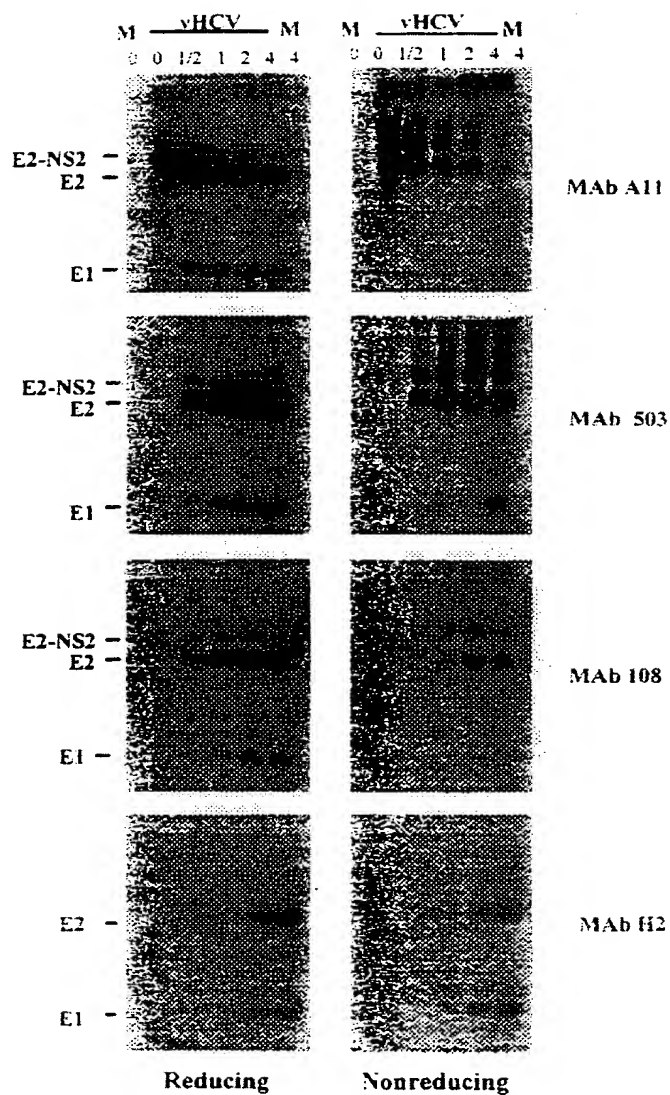 M vHCV M M vHCV M
0 0 1/2 1 2 4 4 0 0 1/2 1 2 4 4
E2-NS2
E2
E1
MAb A11
E2-NS2
E2
E1
MAb 503
E2-NS2
E2
E1
MAb 108
E2
E1
MAb H2
Reducing Nonreducing